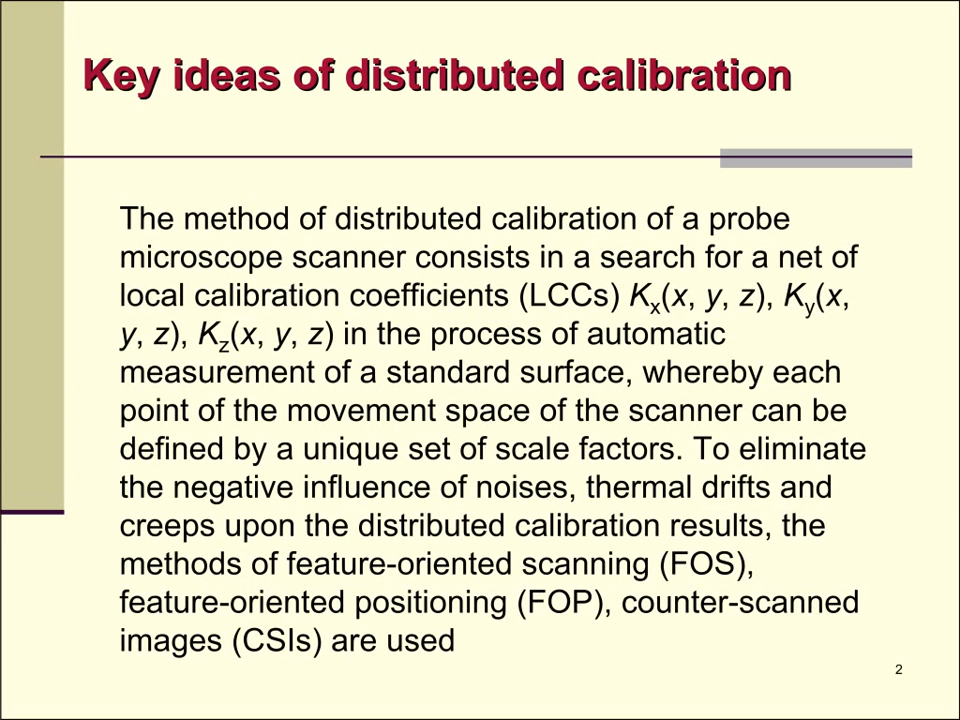 Key ideas of distributed calibration
The method of distributed calibration of a probe
microscope scanner consists in a search for a net of
local calibration coefficients (LCCs) Kx(x, y, z), Ky(x,
y, z), Kz(x, y, z) in the process of automatic
measurement of a standard surface, whereby each
point of the movement space of the scanner can be
defined by a unique set of scale factors. To eliminate
the negative influence of noises, thermal drifts and
creeps upon the distributed calibration results, the
methods of feature-oriented scanning (FOS),
feature-oriented positioning (FOP), counter-scanned
images (CSIs) are used
2